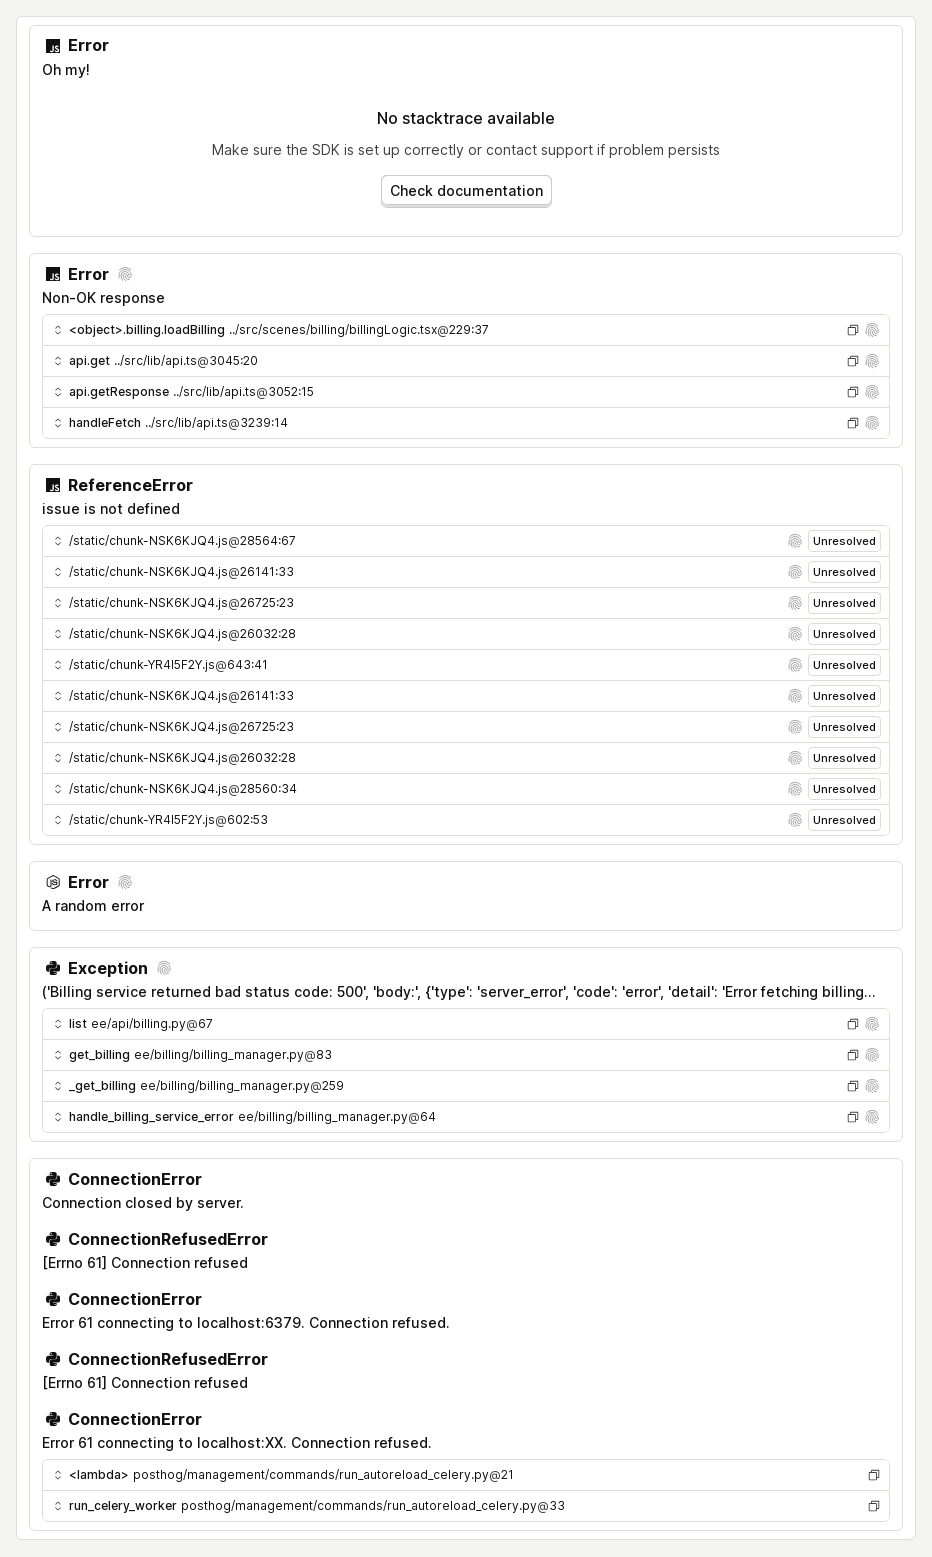 Error
Oh my!
No stacktrace available
Make sure the SDK is set up correctly or contact support if problem persists
Check documentation
Error
Non-OK response
<object>.billing.loadBilling ../src/scenes/billing/billingLogic.tsx@229:37
api.get ../src/lib/api.ts@3045:20
api.getResponse ../src/lib/api.ts@3052:15
handleFetch ../src/lib/api.ts@3239:14
ReferenceError
issue is not defined
/static/chunk-NSK6KJQ4.js@28564:67 Unresolved
/static/chunk-NSK6KJQ4.js@26141:33 Unresolved
/static/chunk-NSK6KJQ4.js@26725:23 Unresolved
/static/chunk-NSK6KJQ4.js@26032:28 Unresolved
/static/chunk-YR4I5F2Y.js@643:41 Unresolved
/static/chunk-NSK6KJQ4.js@26141:33 Unresolved
/static/chunk-NSK6KJQ4.js@26725:23 Unresolved
/static/chunk-NSK6KJQ4.js@26032:28 Unresolved
/static/chunk-NSK6KJQ4.js@28560:34 Unresolved
/static/chunk-YR4I5F2Y.js@602:53 Unresolved
Error
A random error
Exception
('Billing service returned bad status code: 500', 'body:', {'type': 'server_error', 'code': 'error', 'detail': 'Error fetching billing...
list ee/api/billing.py@67
get_billing ee/billing/billing_manager.py@83
_get_billing ee/billing/billing_manager.py@259
handle_billing_service_error ee/billing/billing_manager.py@64
ConnectionError
Connection closed by server.
ConnectionRefusedError
[Errno 61] Connection refused
ConnectionError
Error 61 connecting to localhost:6379. Connection refused.
ConnectionRefusedError
[Errno 61] Connection refused
ConnectionError
Error 61 connecting to localhost:XX. Connection refused.
<lambda> posthog/management/commands/run_autoreload_celery.py@21
run_celery_worker posthog/management/commands/run_autoreload_celery.py@33